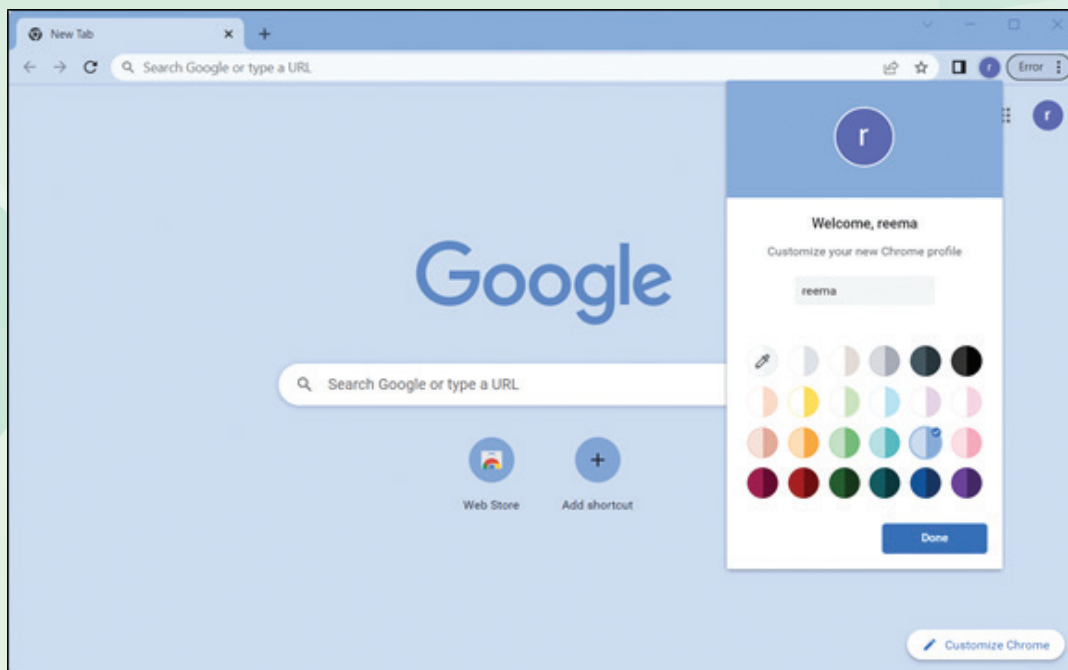 New Tab
Search Google or type a URL
r
Error
r
r
Welcome, reema
Customize your new Chrome profile
reema
Google
Search Google or type a URL
Web Store
Add shortcut
Done
Customize Chrome